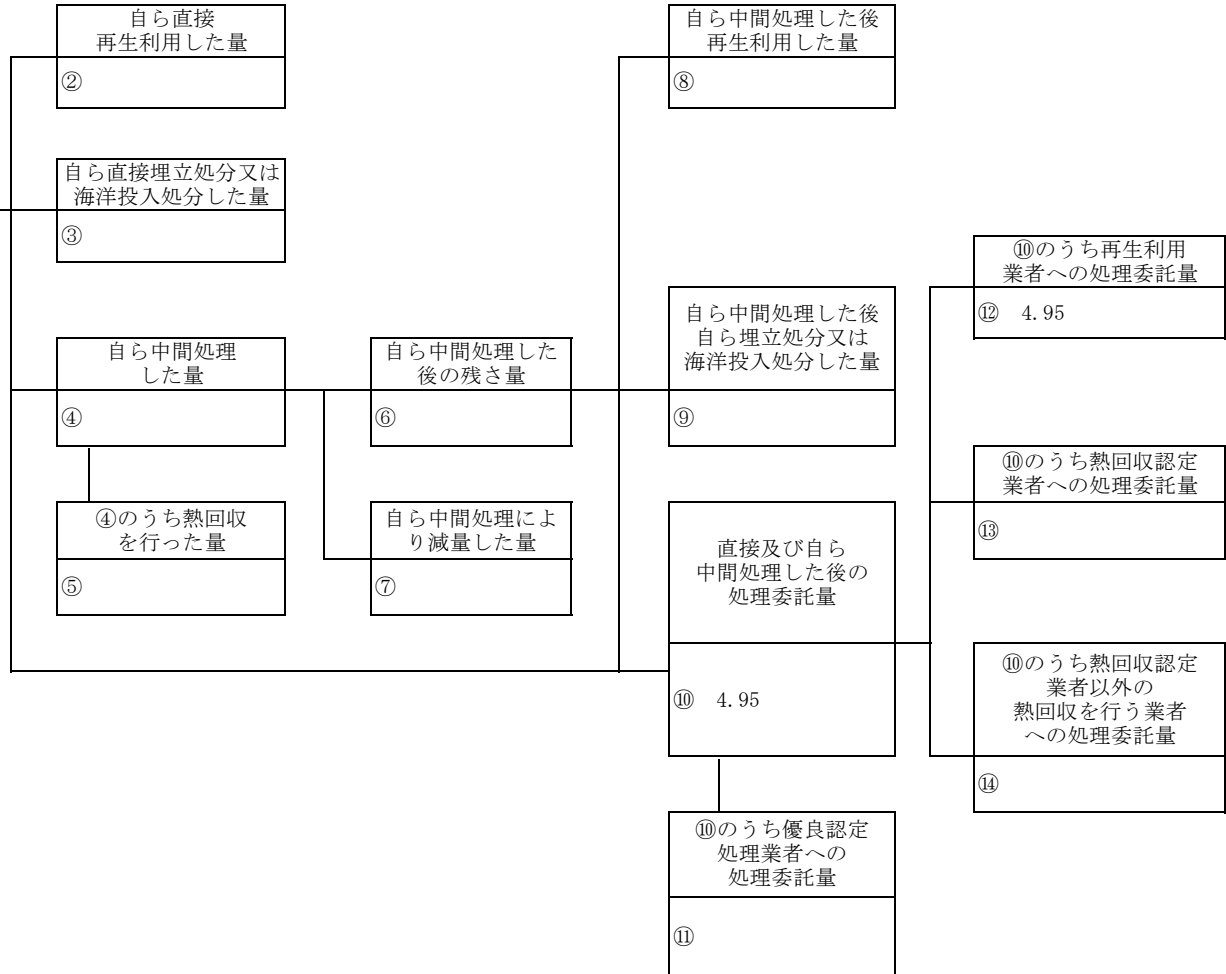 自ら直接
再生利用した量
②
自ら直接埋立処分又は
海洋投入処分した量
③
自ら中間処理
した量
④
④のうち熱回収
を行った量
⑤
自ら中間処理した
後の残さ量
⑥
自ら中間処理によ
り減量した量
⑦
自ら中間処理した後
再生利用した量
⑧
自ら中間処理した後
自ら埋立処分又は
海洋投入処分した量
⑨
直接及び自ら
中間処理した後の
処理委託量
⑩ 4.95
⑩のうち優良認定
処理業者への
処理委託量
⑪
⑩のうち再生利用
業者への処理委託量
⑫ 4.95
⑩のうち熱回収認定
業者への処理委託量
⑬
⑩のうち熱回収認定
業者以外の
熱回収を行う業者
への処理委託量
⑭